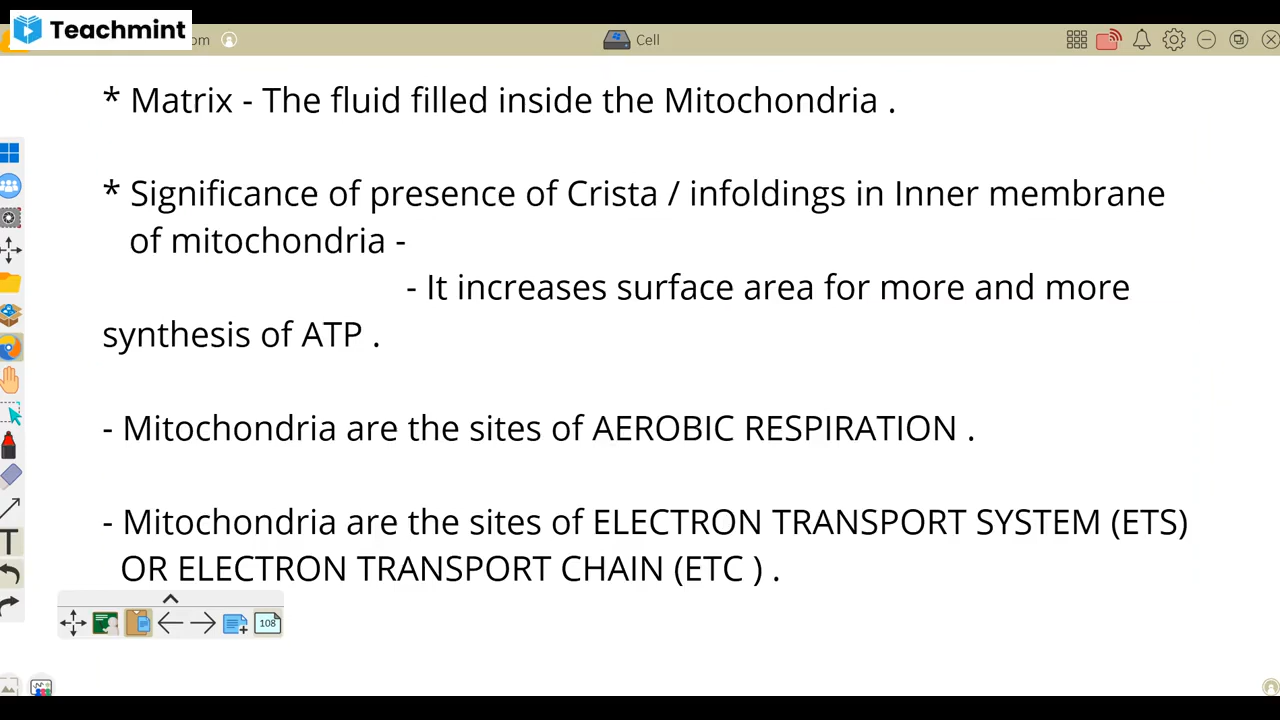 Teachmint
om
Cell
* Matrix - The fluid filled inside the Mitochondria .
* Significance of presence of Crista / infoldings in Inner membrane
of mitochondria -
- It increases surface area for more and more
synthesis of ATP .
- Mitochondria are the sites of AEROBIC RESPIRATION .
- Mitochondria are the sites of ELECTRON TRANSPORT SYSTEM (ETS)
OR ELECTRON TRANSPORT CHAIN (ETC ) .
108